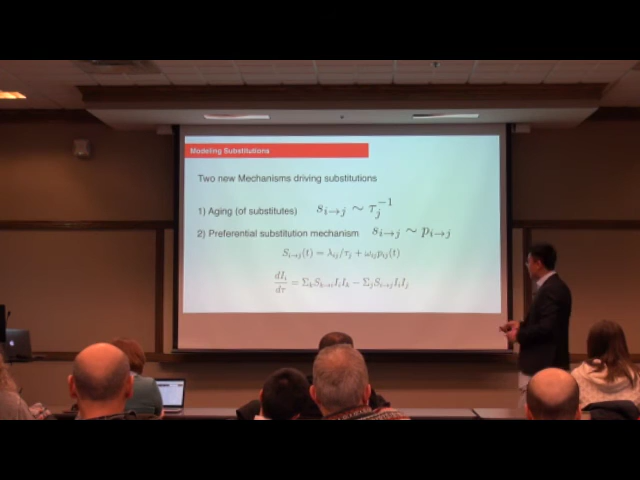 Modeling Substitutions
Two new Mechanisms driving substitutions
1) Aging (of substitutes) s_{i→j} ∼ τ_j^{-1}
2) Preferential substitution mechanism s_{i→j} ∼ p_{i→j}
S_{i→j}(t) = λ_{ij}/τ_j + ω_{ij}p_{ij}(t)
dI_i/dτ = Σ_k S_{k→i} I_i I_k − Σ_j S_{i→j} I_i I_j